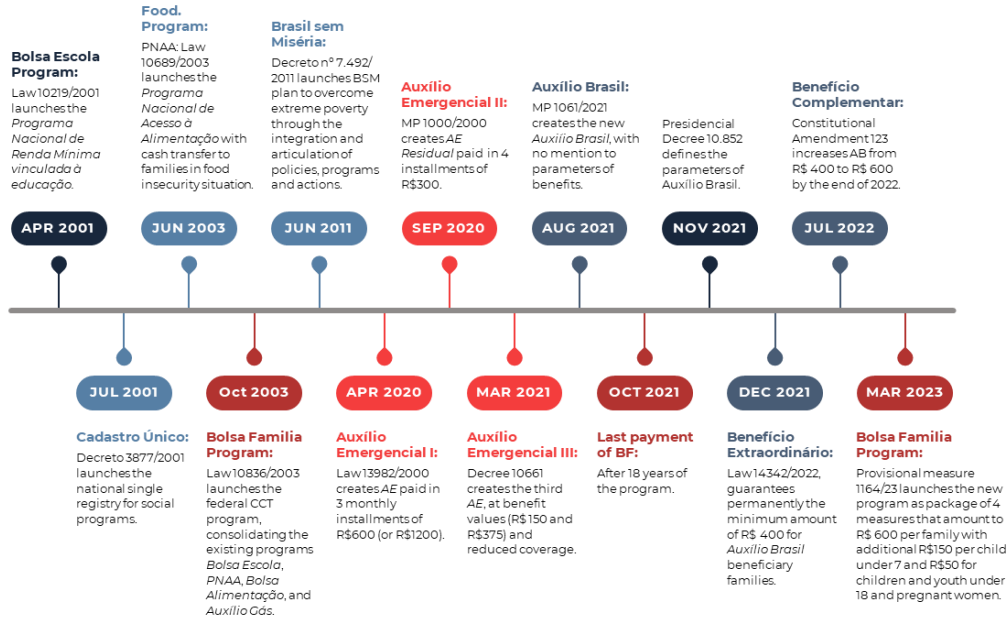 Bolsa Escola
Program:
Law 10219/2001
launches the
Programa
Nacional de
Renda Mínima
vinculada à
educação.
APR 2001
Food.
Program:
PNAA: Law
10689/2003
launches the
Programa
Nacional de
Acesso à
Alimentação with
cash transfer to
families in food
insecurity situation.
JUN 2003
Brasil sem
Miséria:
Decreto nº 7.492/
2011 launches BSM
plan to overcome
extreme poverty
through the
integration and
articulation of
policies, programs
and actions.
JUN 2011
Auxílio
Emergencial II:
MP 1000/2000
creates AE
Residual paid in 4
installments of
R$300.
SEP 2020
Auxílio Brasil:
MP 1061/2021
creates the new
Auxilio Brasil, with
no mention to
parameters of
benefits.
AUG 2021
Presidencial
Decree 10.852
defines the
parameters of
Auxílio Brasil.
NOV 2021
Benefício
Complementar:
Constitutional
Amendment 123
increases AB from
R$ 400 to R$ 600
by the end of 2022.
JUL 2022
JUL 2001
Cadastro Único:
Decreto 3877/2001
launches the
national single
registry for social
programs.
Oct 2003
Bolsa Familia
Program:
Law 10836/2003
launches the
federal CCT
program,
consolidating the
existing programs
Bolsa Escola,
PNAA, Bolsa
Alimentação, and
Auxílio Gás.
APR 2020
Auxílio
Emergencial I:
Law 13982/2000
creates AE paid in
3 monthly
installments of
R$600 (or R$1200).
MAR 2021
Auxílio
Emergencial III:
Decree 10661
creates the third
AE, at benefit
values (R$150 and
R$375) and
reduced coverage.
OCT 2021
Last payment
of BF:
After 18 years of
the program.
DEC 2021
Benefício
Extraordinário:
Law 14342/2022,
guarantees
permanently the
minimum amount
of R$ 400 for
Auxílio Brasil
beneficiary
families.
MAR 2023
Bolsa Familia
Program:
Provisional measure
1164/23 launches the new
program as package of 4
measures that amount to
R$ 600 per family with
additional R$150 per child
under 7 and R$50 for
children and youth under
18 and pregnant women.